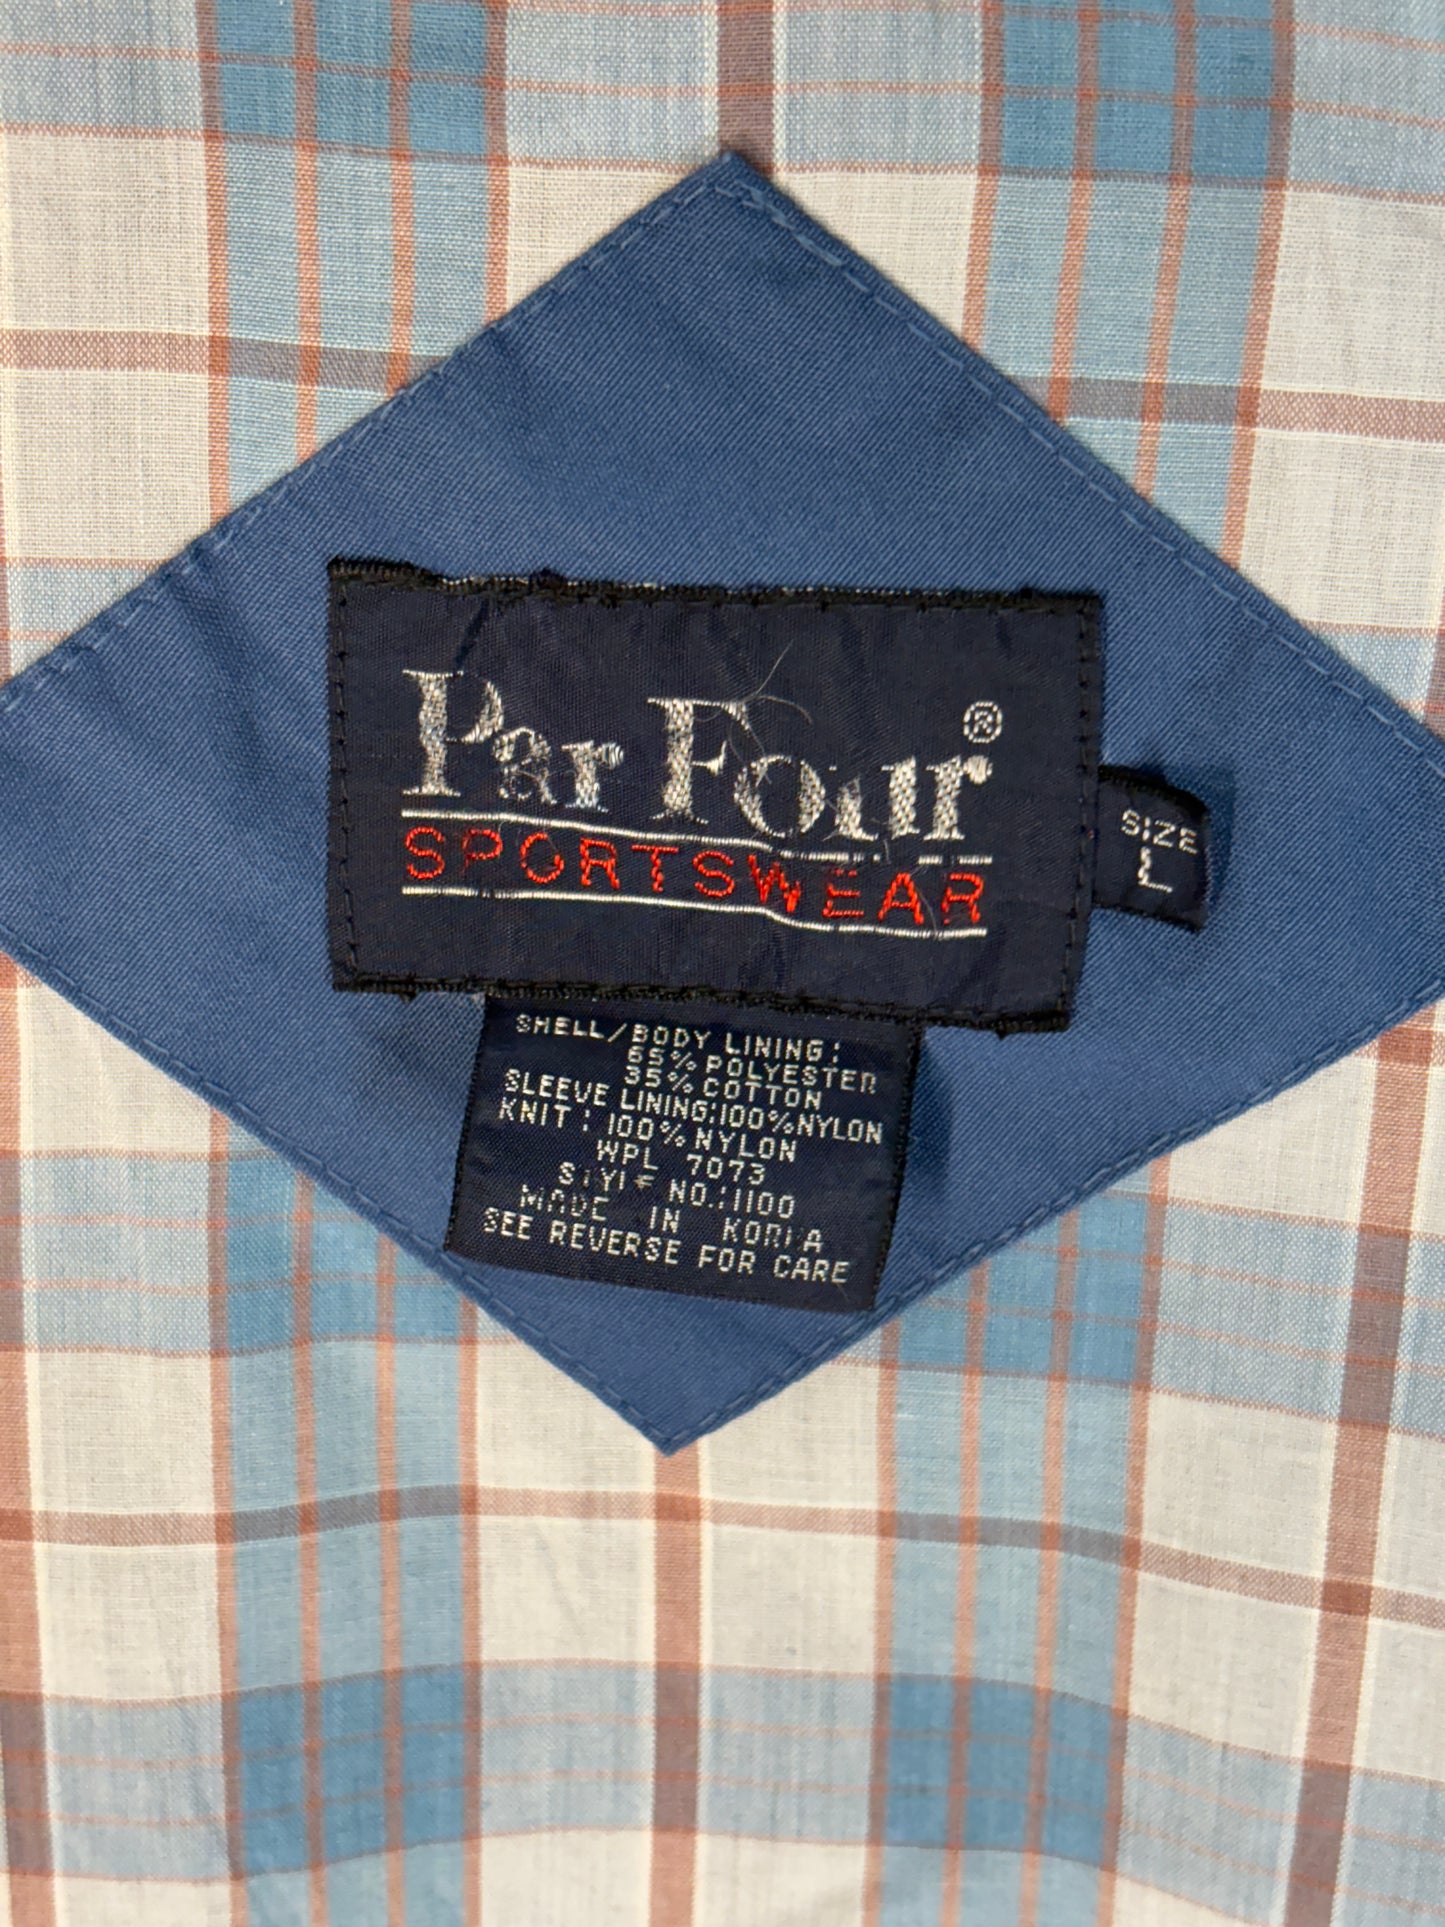 Par Four®
SPORTSWEAR
SIZE
L
SHELL/BODY LINING:
65% POLYESTER
35% COTTON
SLEEVE LINING:100%NYLON
KNIT: 100% NYLON
WPL 7073
STYLE NO.:1100
MADE IN KOREA
SEE REVERSE FOR CARE